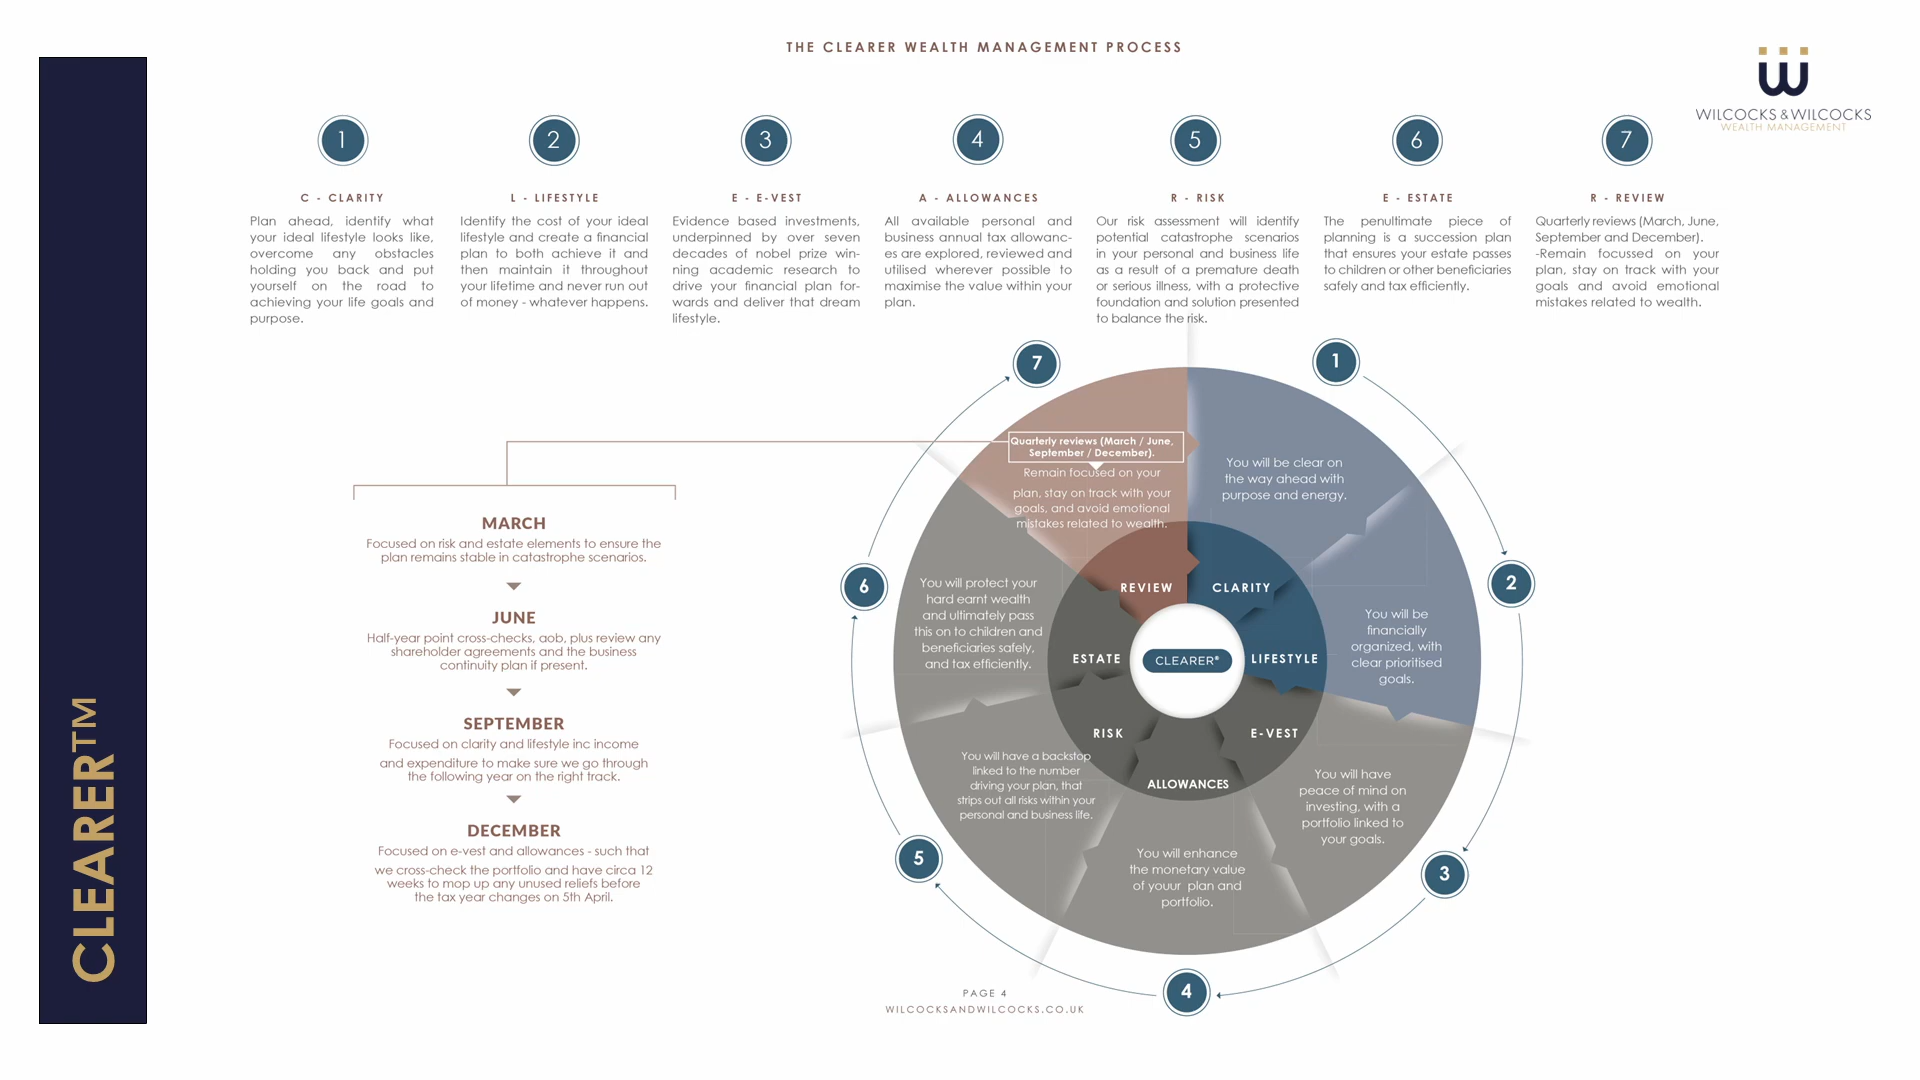 THE CLEARER WEALTH MANAGEMENT PROCESS
WILCOCKS & WILCOCKS
WEALTH MANAGEMENT
CLEARER™
1
C - CLARITY
Plan ahead, identify what
your ideal lifestyle looks like,
overcome any obstacles
holding you back and put
yourself on the road to
achieving your life goals and
purpose.
2
L - LIFESTYLE
Identify the cost of your ideal
lifestyle and create a financial
plan to both achieve it and
then maintain it throughout
your lifetime and never run out
of money - whatever happens.
3
E - E-VEST
Evidence based investments,
underpinned by over seven
decades of nobel prize win-
ning academic research to
drive your financial plan for-
wards and deliver that dream
lifestyle.
4
A - ALLOWANCES
All available personal and
business annual tax allowanc-
es are explored, reviewed and
utilised wherever possible to
maximise the value within your
plan.
5
R - RISK
Our risk assessment will identify
potential catastrophe scenarios
in your personal and business life
as a result of a premature death
or serious illness, with a protective
foundation and solution presented
to balance the risk.
6
E - ESTATE
The penultimate piece of
planning is a succession plan
that ensures your estate passes
to children or other beneficiaries
safely and tax efficiently.
7
R - REVIEW
Quarterly reviews (March, June,
September and December).
-Remain focussed on your
plan, stay on track with your
goals and avoid emotional
mistakes related to wealth.
MARCH
Focused on risk and estate elements to ensure the
plan remains stable in catastrophe scenarios.
JUNE
Half-year point cross-checks, aob, plus review any
shareholder agreements and the business
continuity plan if present.
SEPTEMBER
Focused on clarity and lifestyle inc income
and expenditure to make sure we go through
the following year on the right track.
DECEMBER
Focused on e-vest and allowances - such that
we cross-check the portfolio and have circa 12
weeks to mop up any unused reliefs before
the tax year changes on 5th April.
7
Quarterly reviews (March / June,
September / December).
Remain focused on your
plan, stay on track with your
goals, and avoid emotional
mistakes related to wealth.
REVIEW
1
You will be clear on
the way ahead with
purpose and energy.
CLARITY
2
You will be
financially
organized, with
clear prioritised
goals.
LIFESTYLE
3
You will have
peace of mind on
investing, with a
portfolio linked to
your goals.
E-VEST
4
You will enhance
the monetary value
of youur plan and
portfolio.
ALLOWANCES
5
You will have a backstop
linked to the number
driving your plan, that
strips out all risks within your
personal and business life.
RISK
6
You will protect your
hard earnt wealth
and ultimately pass
this on to children and
beneficiaries safely,
and tax efficiently.
ESTATE
CLEARER®
PAGE 4
WILCOCKSANDWILCOCKS.CO.UK